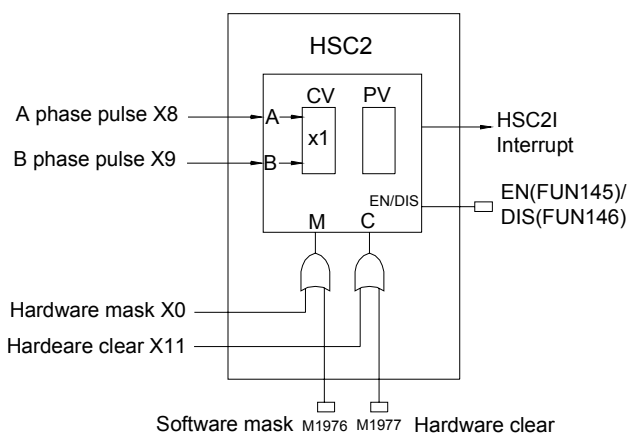 HSC2
CV PV
A phase pulse X8
A
x1
HSC2I
Interrupt
B phase pulse X9
B
EN/DIS
EN(FUN145)/
DIS(FUN146)
M C
Hardware mask X0
Hardeare clear X11
Software mask M1976 M1977 Hardware clear